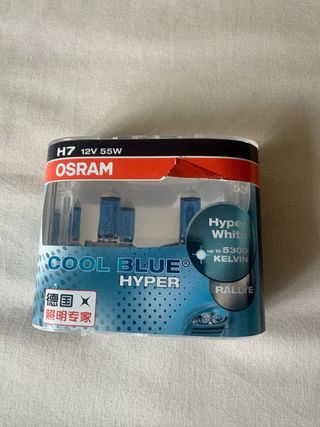 H7 12V 55W
OSRAM
Hyper
White
up to 5300
KELVIN
COOL BLUE®
HYPER
RALLYE
德国
照明专家